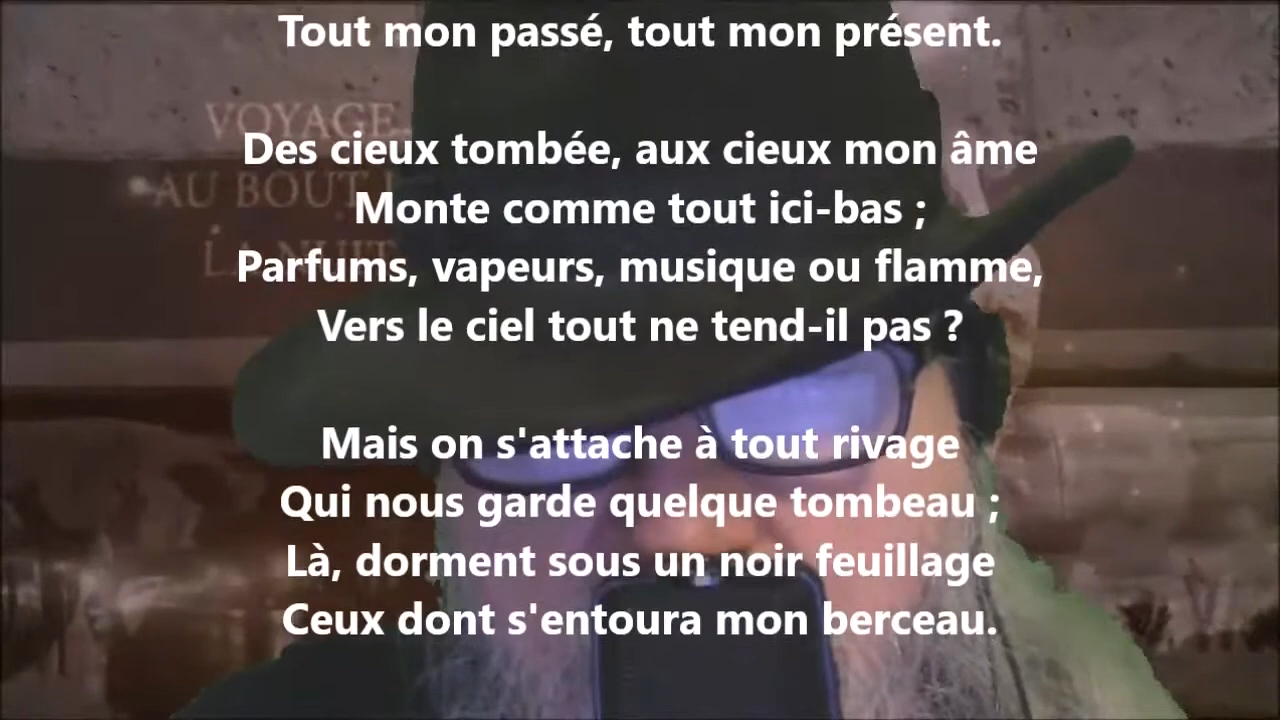 Tout mon passé, tout mon présent.
VOYAGE
Des cieux tombée, aux cieux mon âme
AU BOUT
Monte comme tout ici-bas ;
LA NUIT
Parfums, vapeurs, musique ou flamme,
Vers le ciel tout ne tend-il pas ?
Mais on s'attache à tout rivage
Qui nous garde quelque tombeau ;
Là, dorment sous un noir feuillage
Ceux dont s'entoura mon berceau.